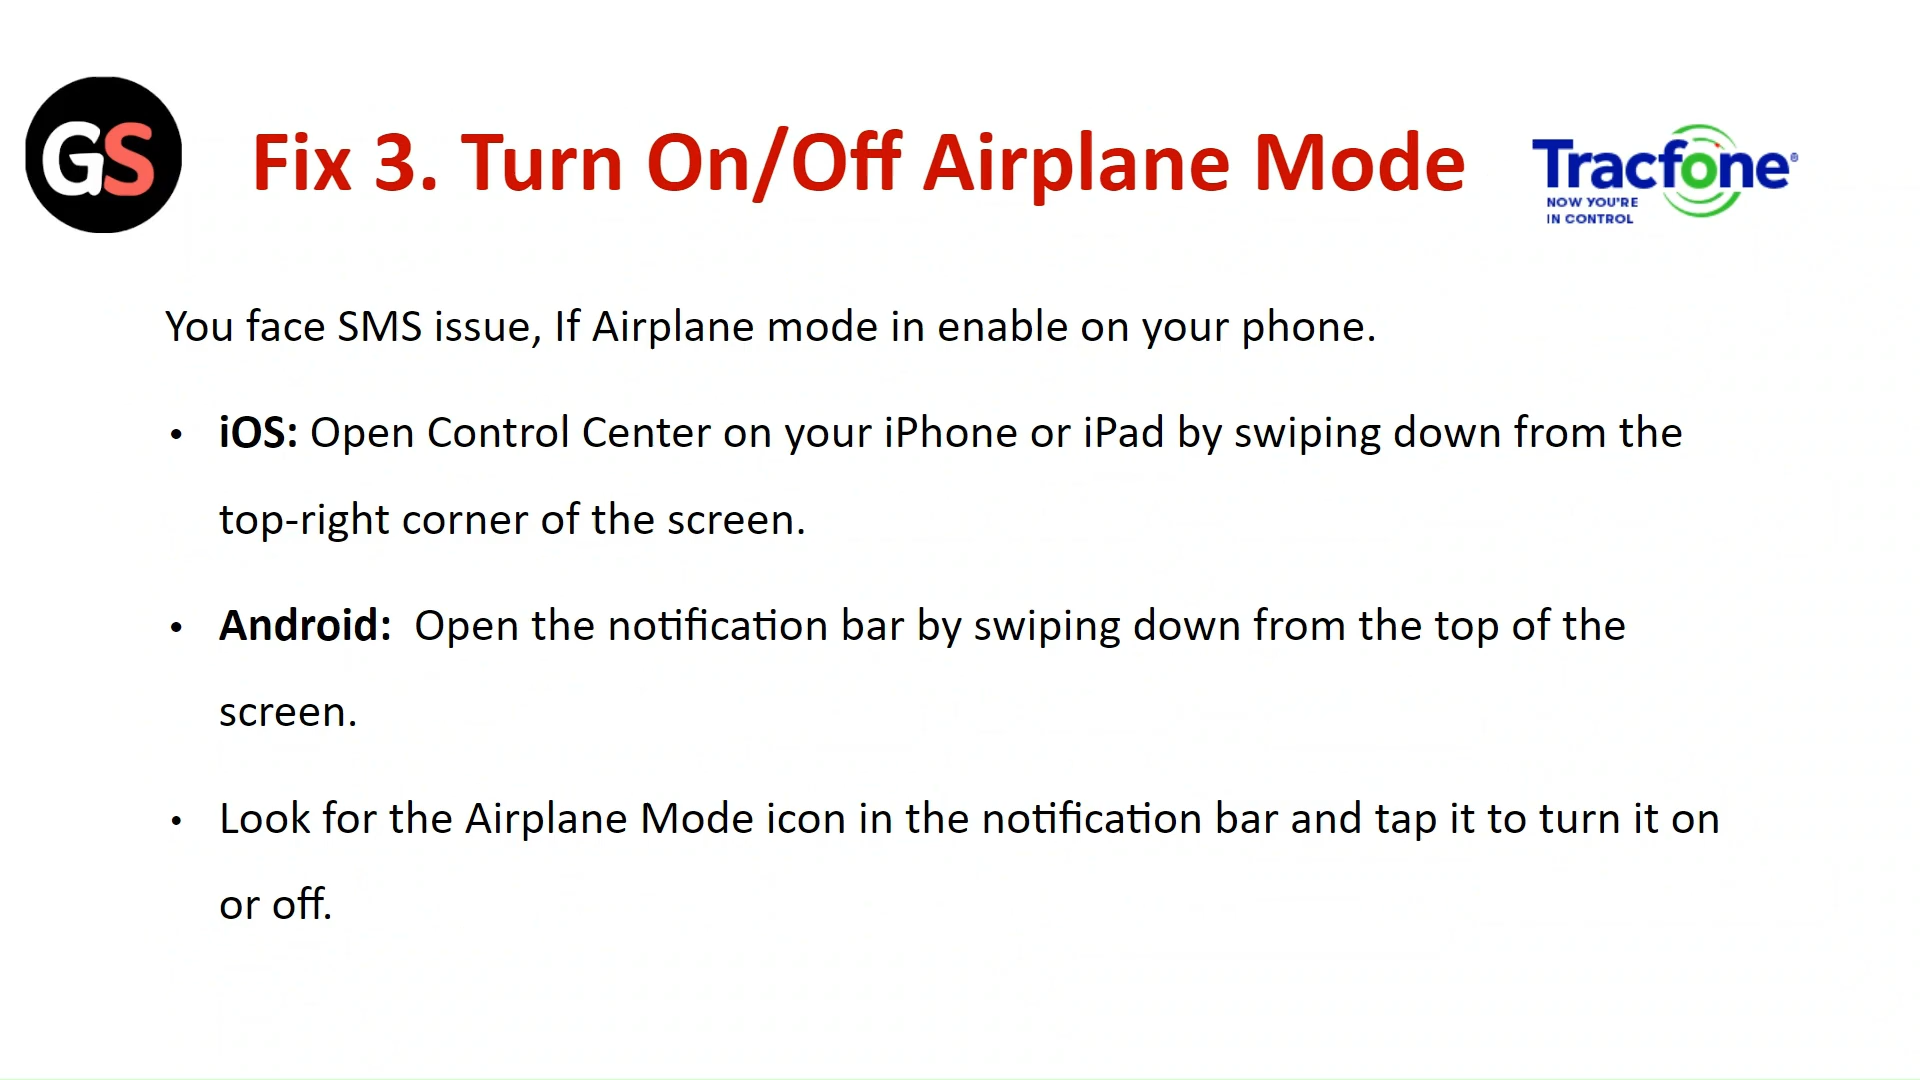 GS
Fix 3. Turn On/Off Airplane Mode
Tracfone®
NOW YOU'RE
IN CONTROL
You face SMS issue, If Airplane mode in enable on your phone.
• iOS: Open Control Center on your iPhone or iPad by swiping down from the
top-right corner of the screen.
• Android: Open the notification bar by swiping down from the top of the
screen.
• Look for the Airplane Mode icon in the notification bar and tap it to turn it on
or off.